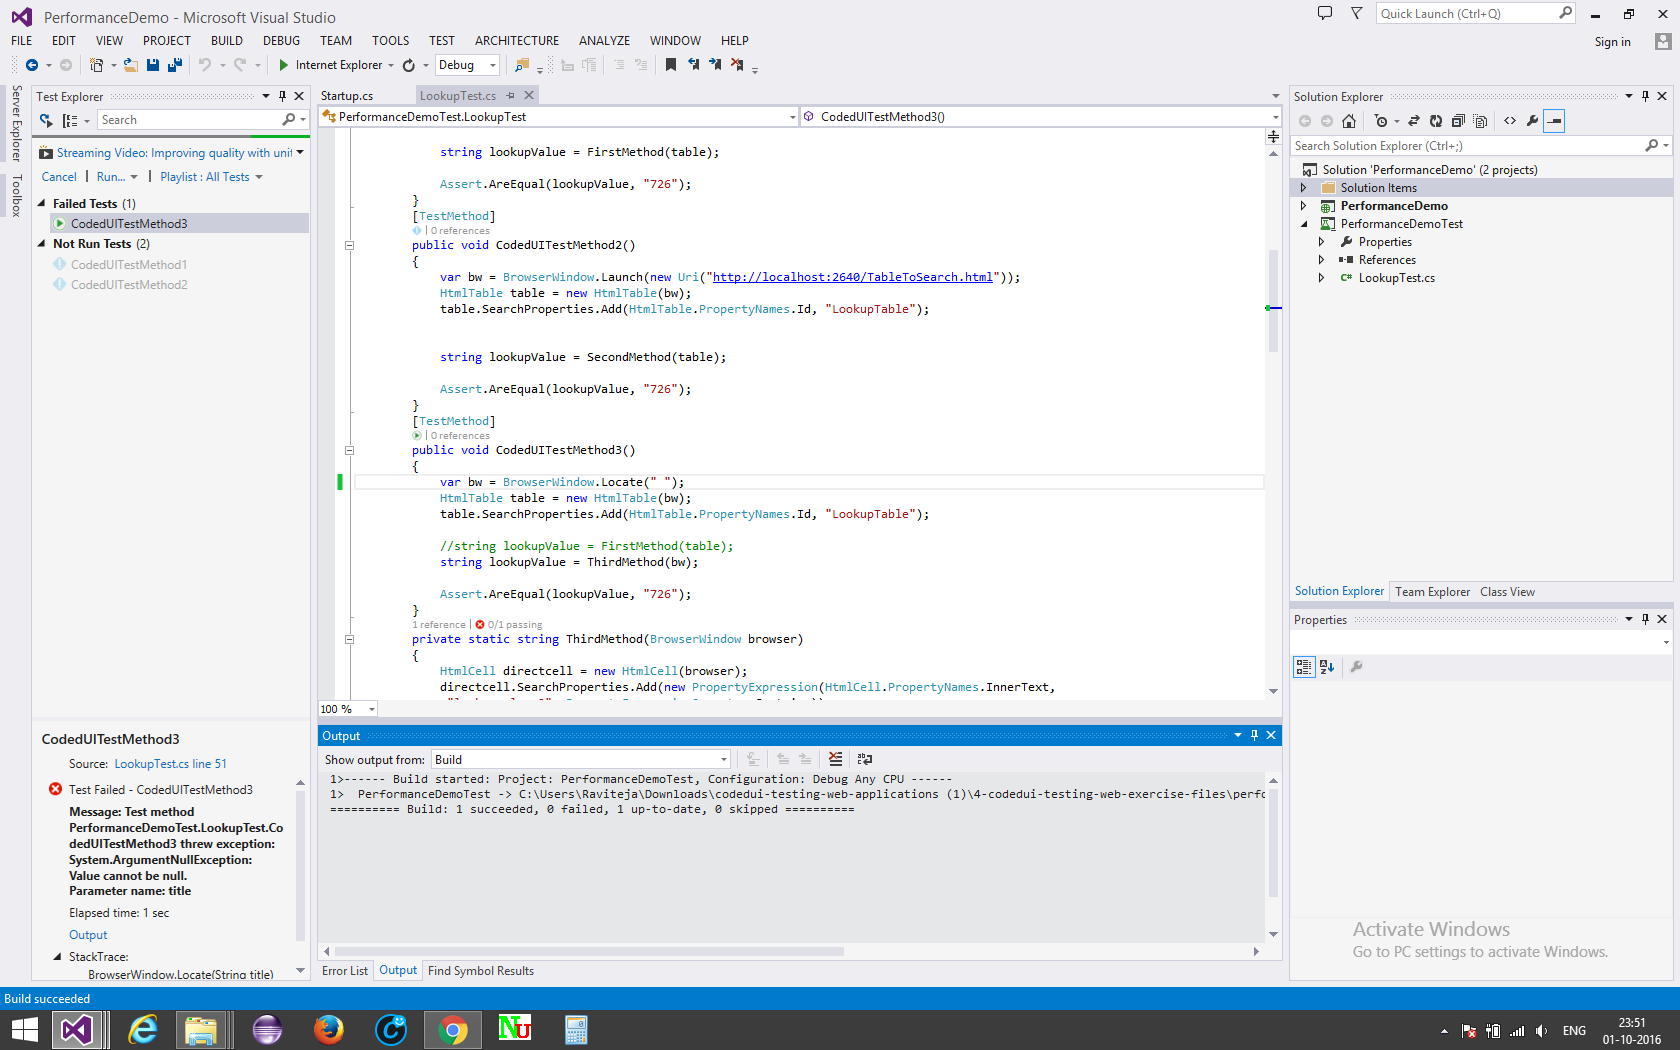 PerformanceDemo - Microsoft Visual Studio
Quick Launch (Ctrl+Q)
FILE EDIT VIEW PROJECT BUILD DEBUG TEAM TOOLS TEST ARCHITECTURE ANALYZE WINDOW HELP
Sign in
Internet Explorer
Debug
Server Explorer
Toolbox
Test Explorer
Search
Streaming Video: Improving quality with unit
Cancel | Run... | Playlist : All Tests
Failed Tests (1)
CodedUITestMethod3
Not Run Tests (2)
CodedUITestMethod1
CodedUITestMethod2
CodedUITestMethod3
Source: LookupTest.cs line 51
Test Failed - CodedUITestMethod3
Message: Test method
PerformanceDemoTest.LookupTest.Co
dedUITestMethod3 threw exception:
System.ArgumentNullException:
Value cannot be null.
Parameter name: title
Elapsed time: 1 sec
Output
StackTrace:
BrowserWindow.Locate(String title)
Startup.cs
LookupTest.cs
PerformanceDemoTest.LookupTest
CodedUITestMethod3()
string lookupValue = FirstMethod(table);
Assert.AreEqual(lookupValue, "726");
}
[TestMethod]
| 0 references
public void CodedUITestMethod2()
{
var bw = BrowserWindow.Launch(new Uri("http://localhost:2640/TableToSearch.html"));
HtmlTable table = new HtmlTable(bw);
table.SearchProperties.Add(HtmlTable.PropertyNames.Id, "LookupTable");
string lookupValue = SecondMethod(table);
Assert.AreEqual(lookupValue, "726");
}
[TestMethod]
| 0 references
public void CodedUITestMethod3()
{
var bw = BrowserWindow.Locate(" ");
HtmlTable table = new HtmlTable(bw);
table.SearchProperties.Add(HtmlTable.PropertyNames.Id, "LookupTable");
//string lookupValue = FirstMethod(table);
string lookupValue = ThirdMethod(bw);
Assert.AreEqual(lookupValue, "726");
}
1 reference | 0/1 passing
private static string ThirdMethod(BrowserWindow browser)
{
HtmlCell directcell = new HtmlCell(browser);
directcell.SearchProperties.Add(new PropertyExpression(HtmlCell.PropertyNames.InnerText,
100 %
Output
Show output from: Build
1>------ Build started: Project: PerformanceDemoTest, Configuration: Debug Any CPU ------
1>  PerformanceDemoTest -> C:\Users\Raviteja\Downloads\codedui-testing-web-applications (1)\4-codedui-testing-web-exercise-files\perfo
========== Build: 1 succeeded, 0 failed, 1 up-to-date, 0 skipped ==========
Error List Output Find Symbol Results
Solution Explorer
Search Solution Explorer (Ctrl+;)
Solution 'PerformanceDemo' (2 projects)
Solution Items
PerformanceDemo
PerformanceDemoTest
Properties
References
C# LookupTest.cs
Solution Explorer Team Explorer Class View
Properties
Activate Windows
Go to PC settings to activate Windows.
Build succeeded
NU
ENG
23:51
01-10-2016